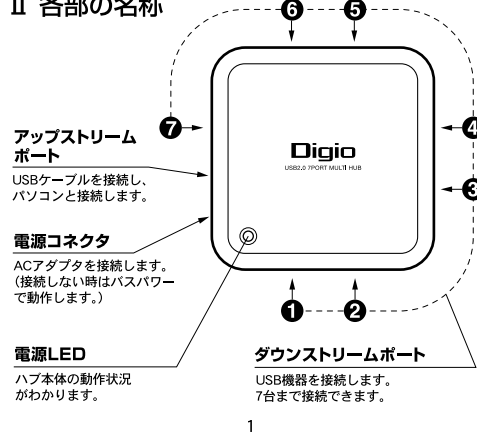 Ⅱ 各部の名称
❻ ❺
❼
❹
❸
Digio
USB2.0 7PORT MULTI HUB
アップストリーム
ポート
USBケーブルを接続し、
パソコンと接続します。
電源コネクタ
ACアダプタを接続します。
(接続しない時はバスパワー
で動作します。)
❶ ❷
電源LED
ハブ本体の動作状況
がわかります。
ダウンストリームポート
USB機器を接続します。
7台まで接続できます。
1